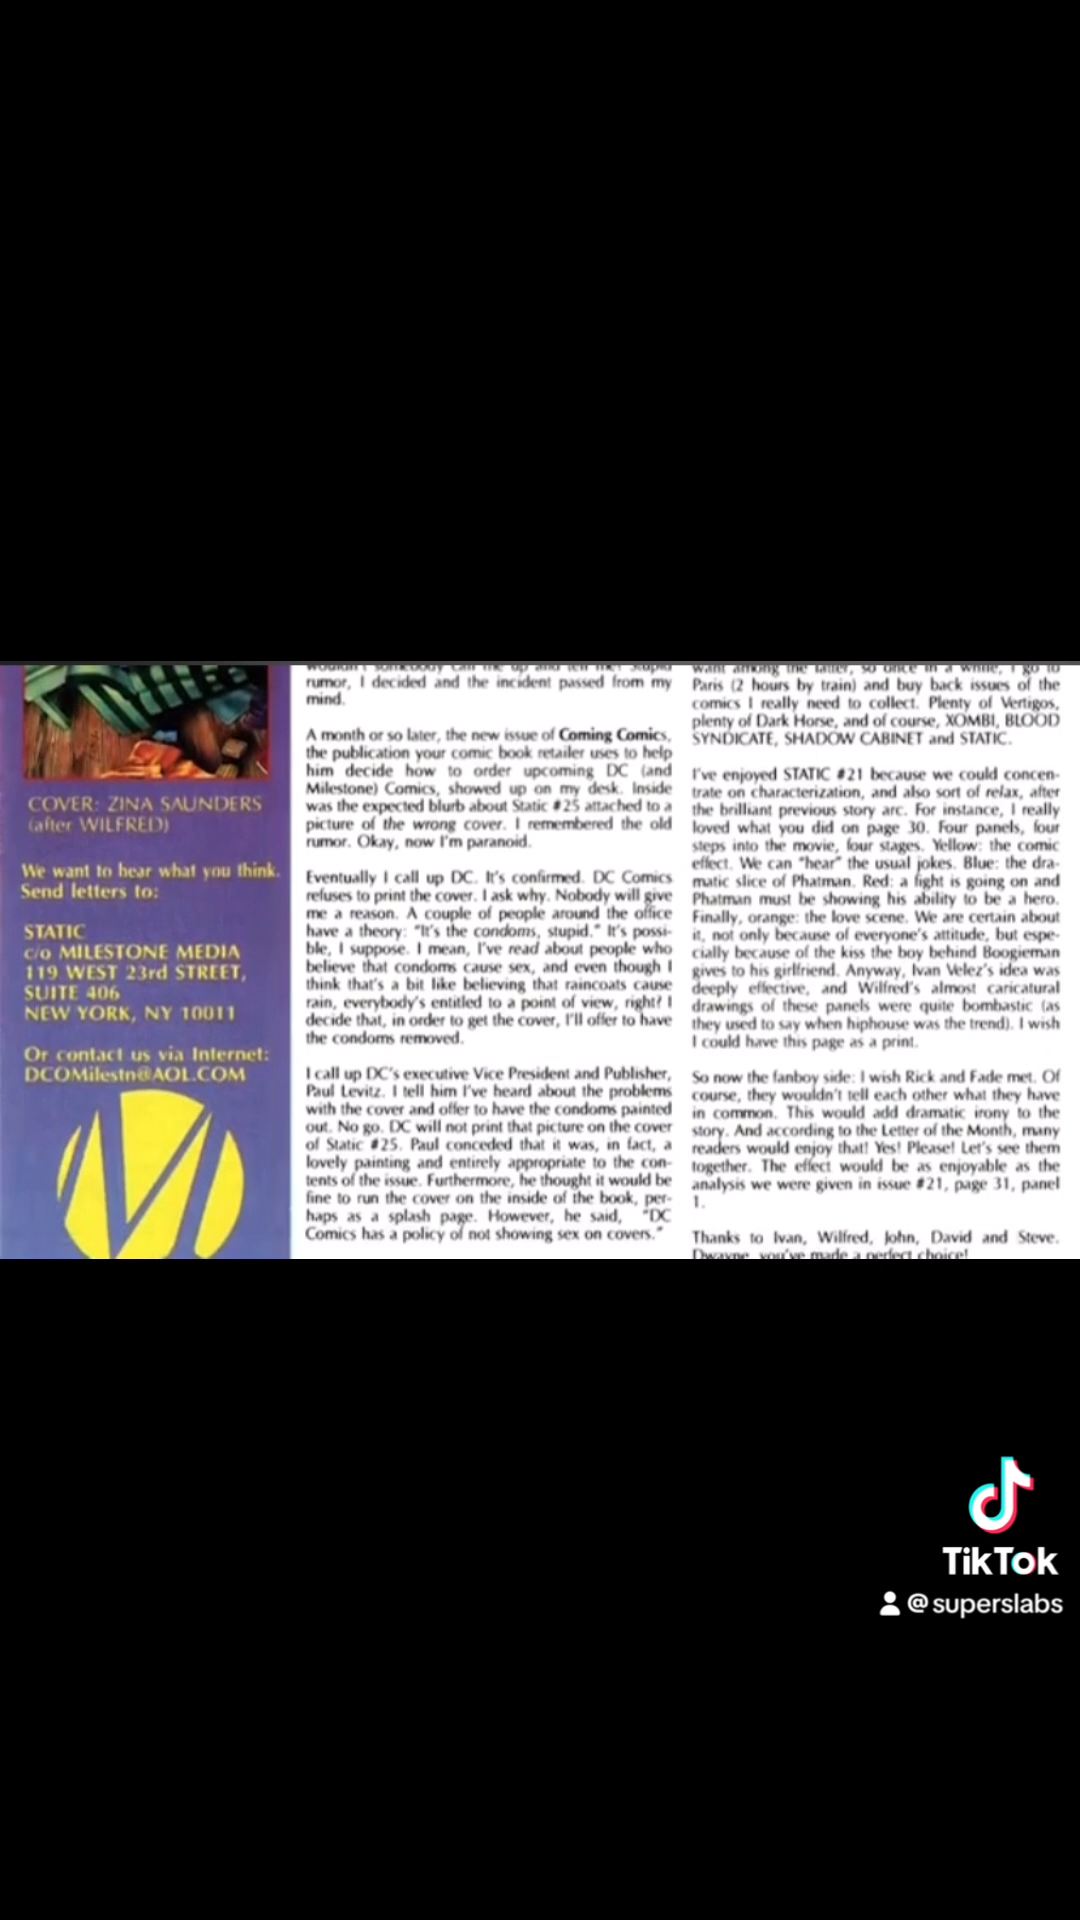 COVER: ZINA SAUNDERS
(after WILFRED)
We want to hear what you think.
Send letters to:
STATIC
c/o MILESTONE MEDIA
119 WEST 23rd STREET,
SUITE 406
NEW YORK, NY 10011
Or contact us via Internet:
DCOMilestn@AOL.COM
wouldn't somebody call me up and tell me? Stupid
rumor, I decided and the incident passed from my
mind.
A month or so later, the new issue of Coming Comics,
the publication your comic book retailer uses to help
him decide how to order upcoming DC (and
Milestone) Comics, showed up on my desk. Inside
was the expected blurb about Static #25 attached to a
picture of the wrong cover. I remembered the old
rumor. Okay, now I'm paranoid.
Eventually I call up DC. It's confirmed. DC Comics
refuses to print the cover. I ask why. Nobody will give
me a reason. A couple of people around the office
have a theory: "It's the condoms, stupid." It's possi-
ble, I suppose. I mean, I've read about people who
believe that condoms cause sex, and even though I
think that's a bit like believing that raincoats cause
rain, everybody's entitled to a point of view, right? I
decide that, in order to get the cover, I'll offer to have
the condoms removed.
I call up DC's executive Vice President and Publisher,
Paul Levitz. I tell him I've heard about the problems
with the cover and offer to have the condoms painted
out. No go. DC will not print that picture on the cover
of Static #25. Paul conceded that it was, in fact, a
lovely painting and entirely appropriate to the con-
tents of the issue. Furthermore, he thought it would be
fine to run the cover on the inside of the book, per-
haps as a splash page. However, he said, "DC
Comics has a policy of not showing sex on covers."
want among the latter, so once in a while, I go to
Paris (2 hours by train) and buy back issues of the
comics I really need to collect. Plenty of Vertigos,
plenty of Dark Horse, and of course, XOMBI, BLOOD
SYNDICATE, SHADOW CABINET and STATIC.
I've enjoyed STATIC #21 because we could concen-
trate on characterization, and also sort of relax, after
the brilliant previous story arc. For instance, I really
loved what you did on page 30. Four panels, four
steps into the movie, four stages. Yellow: the comic
effect. We can "hear" the usual jokes. Blue: the dra-
matic slice of Phatman. Red: a fight is going on and
Phatman must be showing his ability to be a hero.
Finally, orange: the love scene. We are certain about
it, not only because of everyone's attitude, but espe-
cially because of the kiss the boy behind Boogieman
gives to his girlfriend. Anyway, Ivan Velez's idea was
deeply effective, and Wilfred's almost caricatural
drawings of these panels were quite bombastic (as
they used to say when hiphouse was the trend). I wish
I could have this page as a print.
So now the fanboy side: I wish Rick and Fade met. Of
course, they wouldn't tell each other what they have
in common. This would add dramatic irony to the
story. And according to the Letter of the Month, many
readers would enjoy that! Yes! Please! Let's see them
together. The effect would be as enjoyable as the
analysis we were given in issue #21, page 31, panel
1.
Thanks to Ivan, Wilfred, John, David and Steve.
Dwayne, you've made a perfect choice!
TikTok
@superslabs